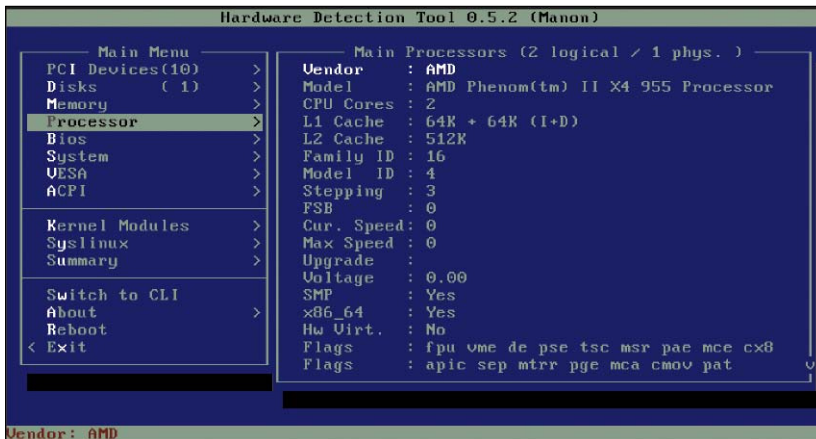 Hardware Detection Tool 0.5.2 (Manon)
Main Menu
PCI Devices(10) >
Disks ( 1) >
Memory >
Processor >
Bios >
System >
VESA >
ACPI >
Kernel Modules >
Syslinux >
Summary >
Switch to CLI
About >
Reboot
< Exit
Main Processors (2 logical / 1 phys. )
Vendor : AMD
Model : AMD Phenom(tm) II X4 955 Processor
CPU Cores : 2
L1 Cache : 64K + 64K (I+D)
L2 Cache : 512K
Family ID : 16
Model ID : 4
Stepping : 3
FSB : 0
Cur. Speed: 0
Max Speed : 0
Upgrade :
Voltage : 0.00
SMP : Yes
x86_64 : Yes
Hw Virt. : No
Flags : fpu vme de pse tsc msr pae mce cx8
Flags : apic sep mtrr pge mca cmov pat v
Vendor: AMD